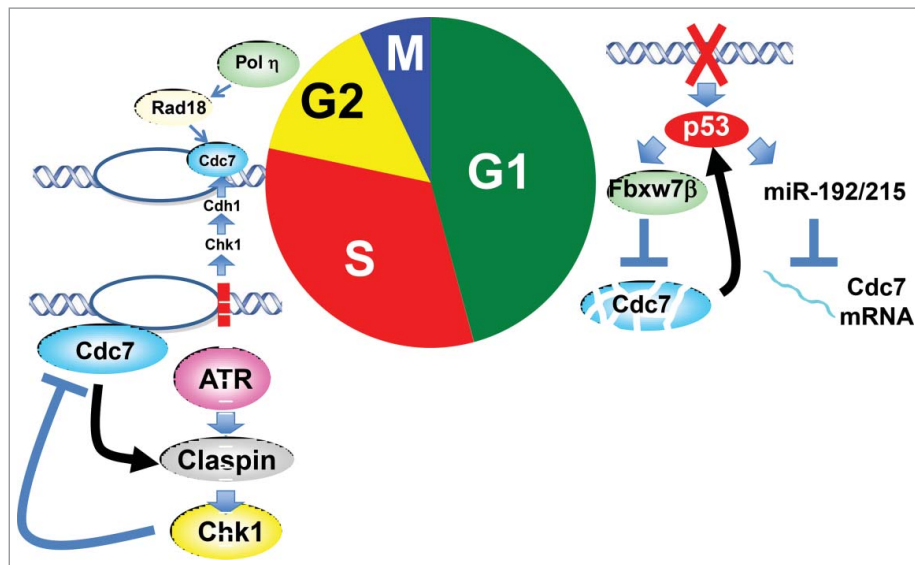 Pol η
Rad18
Cdc7
Cdh1
Chk1
Cdc7
ATR
Claspin
Chk1
M
G2
G1
S
p53
Fbxw7β
miR-192/215
Cdc7
Cdc7
mRNA